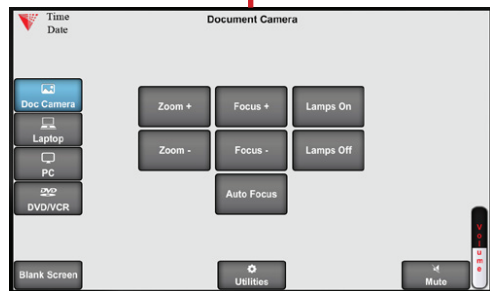 Time
Date
Document Camera
Doc Camera
Laptop
PC
DVD
DVD/VCR
Zoom +
Focus +
Lamps On
Zoom -
Focus -
Lamps Off
Auto Focus
Volume
Blank Screen
Utilities
Mute